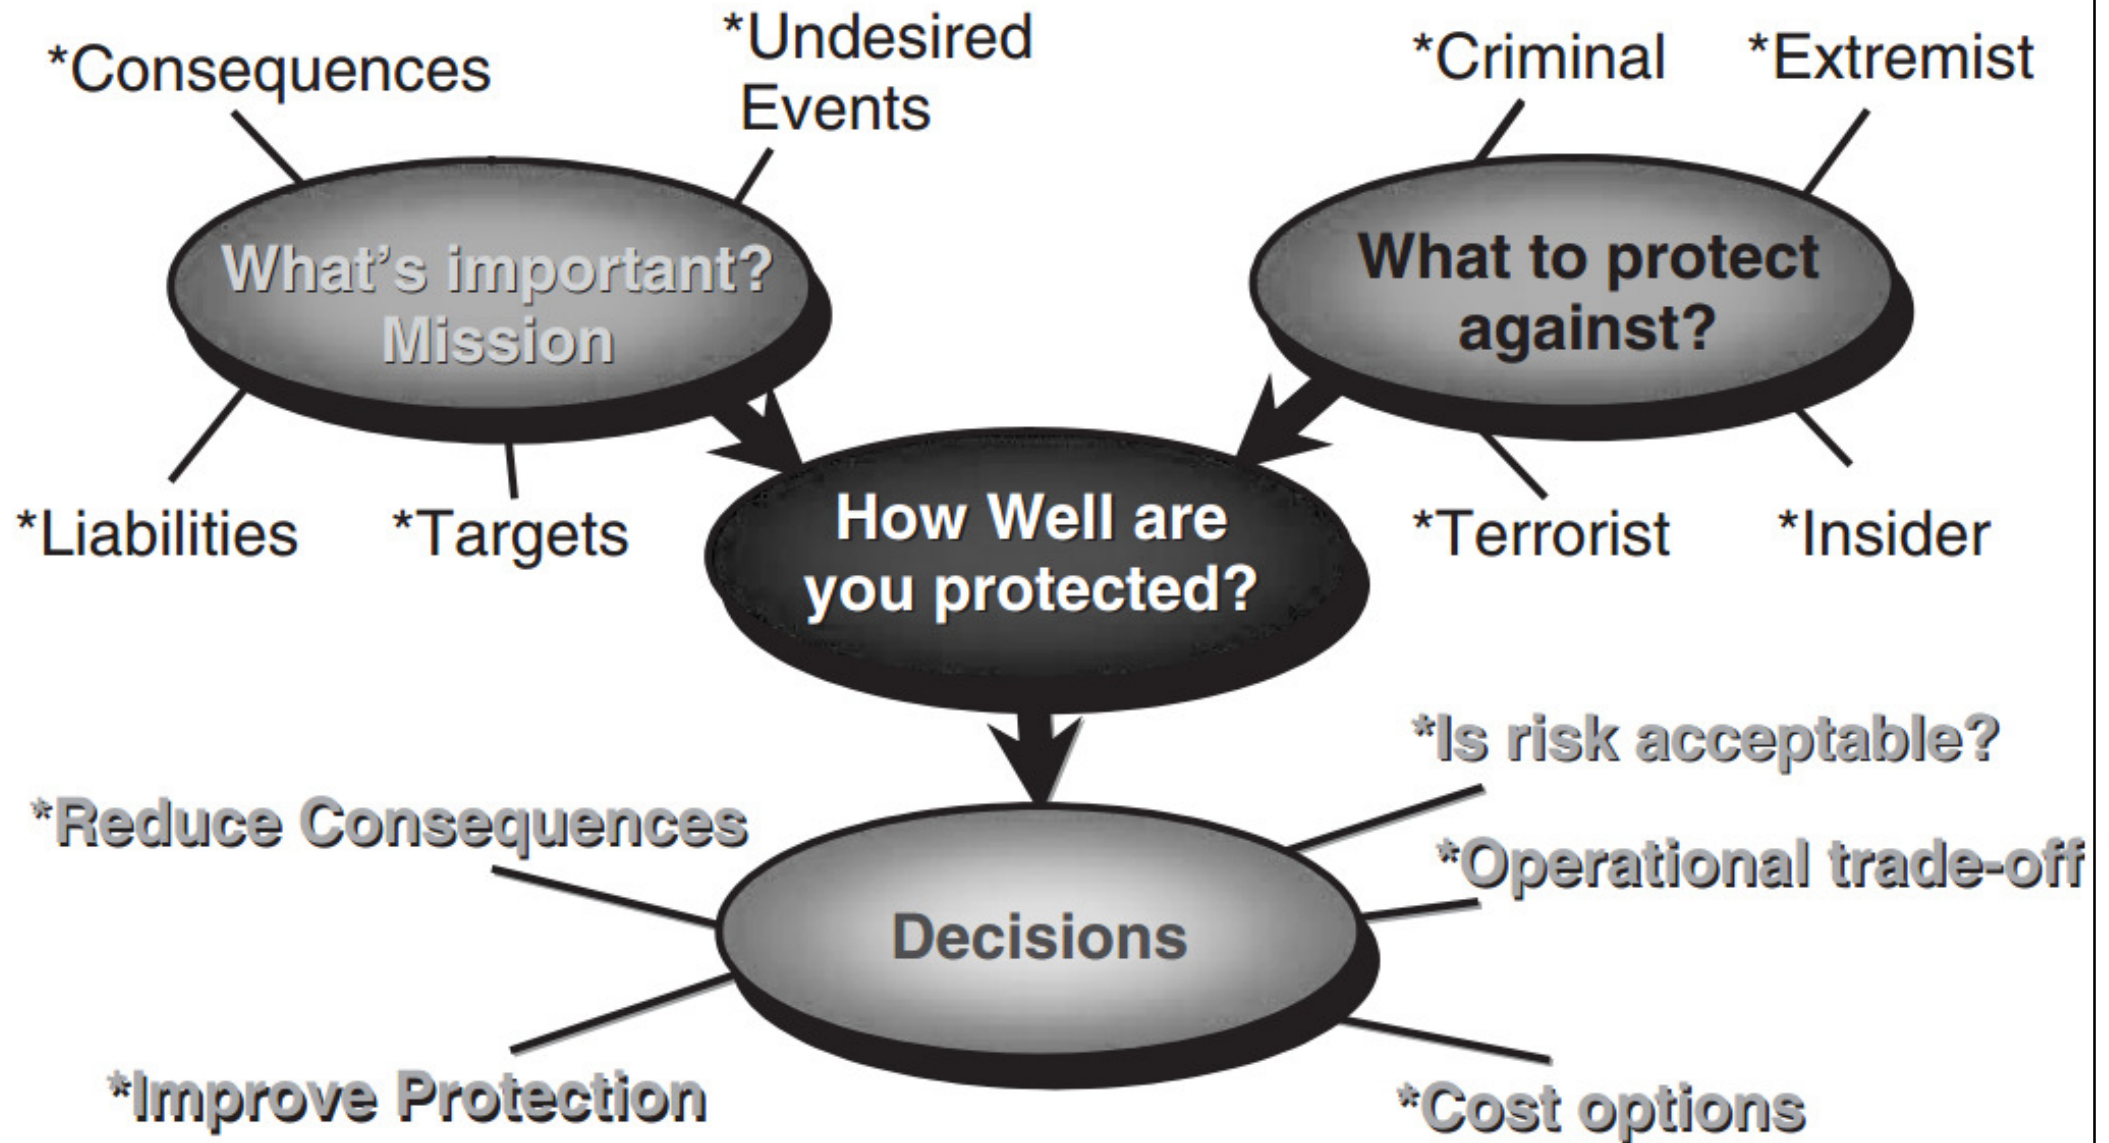 *Consequences
*Undesired
Events
*Criminal
*Extremist
What's important?
Mission
What to protect
against?
*Liabilities
*Targets
How Well are
you protected?
*Terrorist
*Insider
*Is risk acceptable?
*Reduce Consequences
*Operational trade-off
Decisions
*Improve Protection
*Cost options